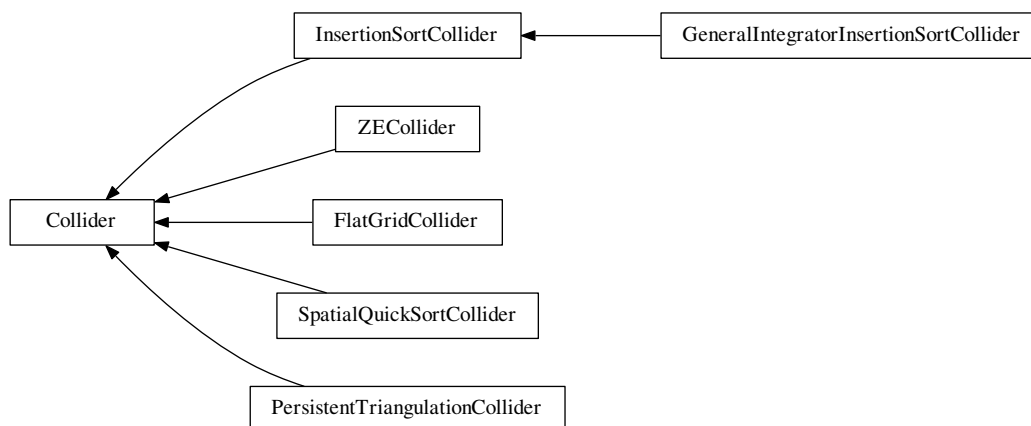 InsertionSortCollider
GeneralIntegratorInsertionSortCollider
ZECollider
Collider
FlatGridCollider
SpatialQuickSortCollider
PersistentTriangulationCollider